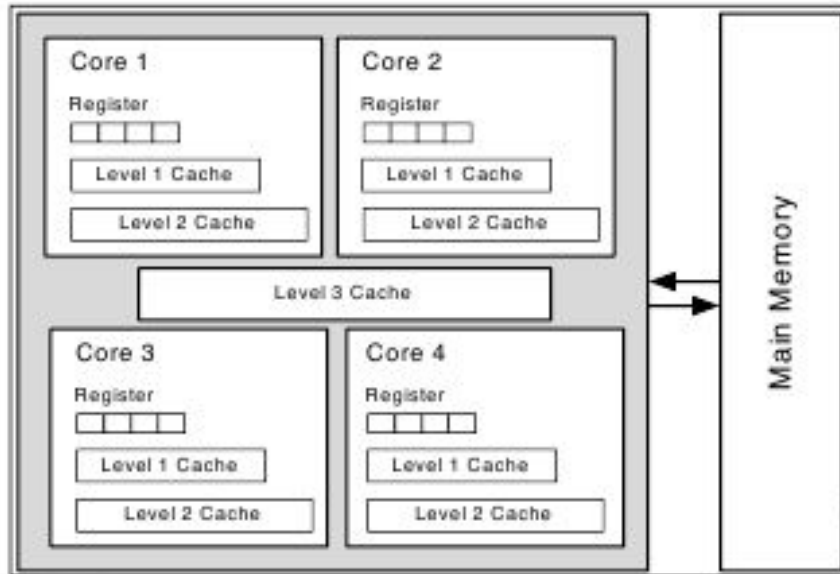 Core 1
Register
Level 1 Cache
Level 2 Cache
Core 2
Register
Level 1 Cache
Level 2 Cache
Level 3 Cache
Core 3
Register
Level 1 Cache
Level 2 Cache
Core 4
Register
Level 1 Cache
Level 2 Cache
Main Memory